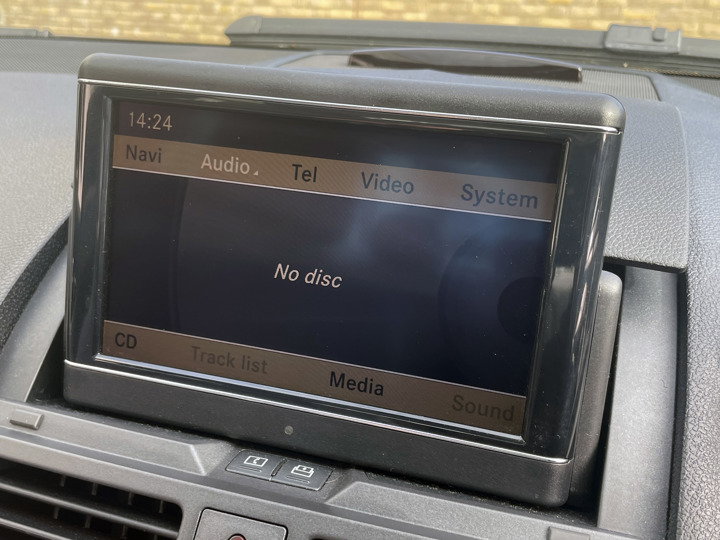 14:24
Navi Audio Tel Video System
No disc
CD Track list Media Sound